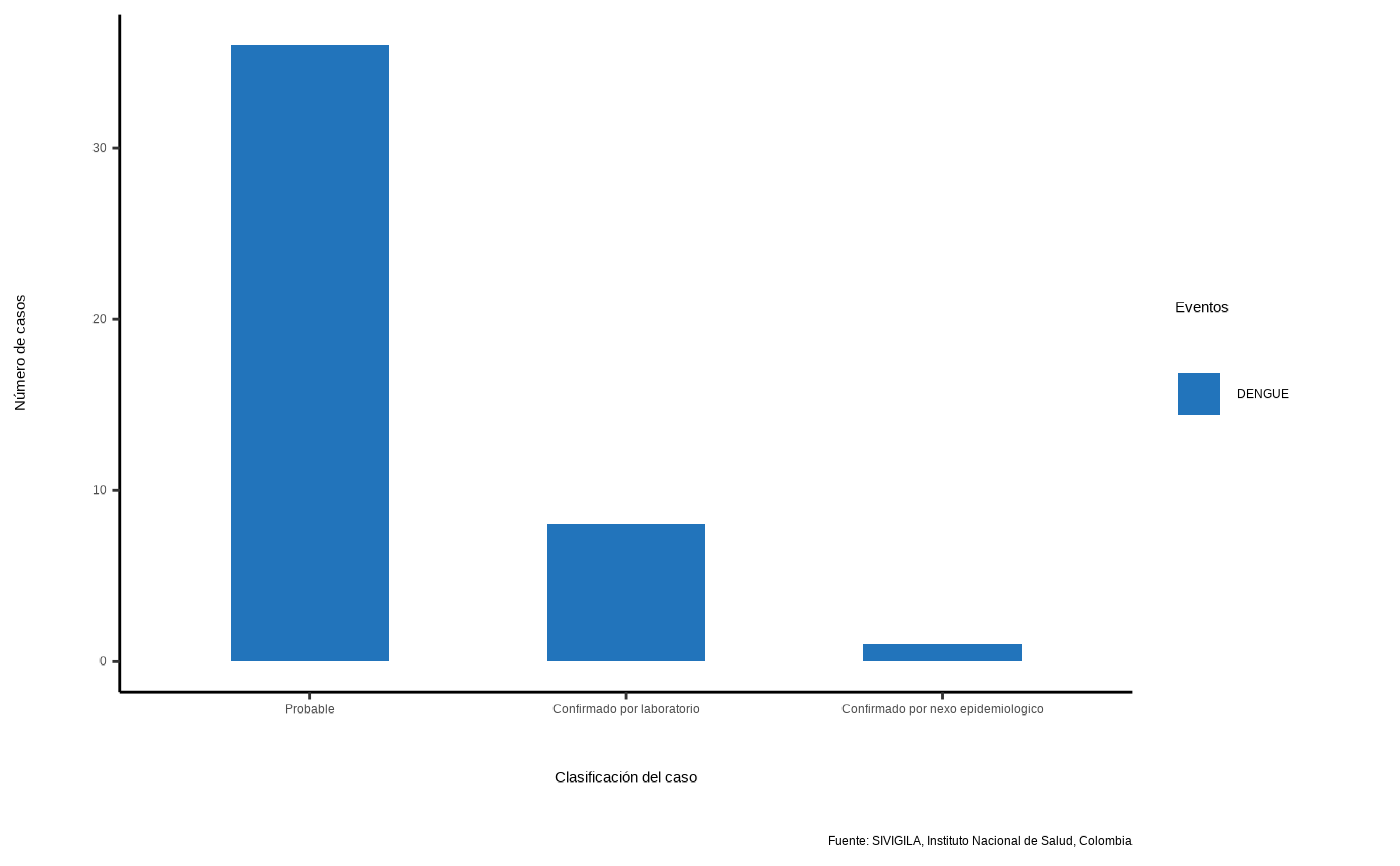 Número de casos
30
20
10
0
Probable
Confirmado por laboratorio
Confirmado por nexo epidemiologico
Clasificación del caso
Eventos
DENGUE
Fuente: SIVIGILA, Instituto Nacional de Salud, Colombia